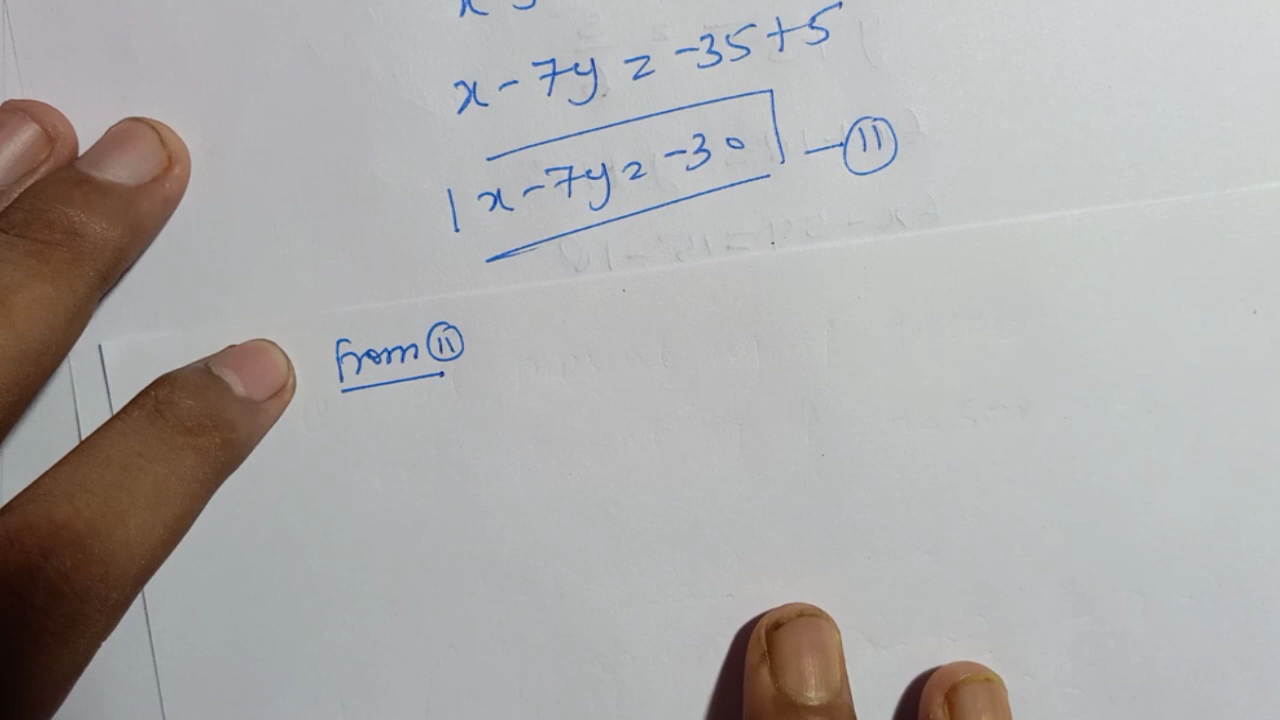 x - 7y = -35+5
x - 7y = -30 — (11)
From (11)